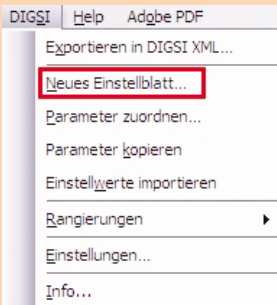 DIGSI Help Adobe PDF
Exportieren in DIGSI XML...
Neues Einstellblatt...
Parameter zuordnen...
Parameter kopieren
Einstellwerte importieren
Rangierungen
Einstellungen...
Info...